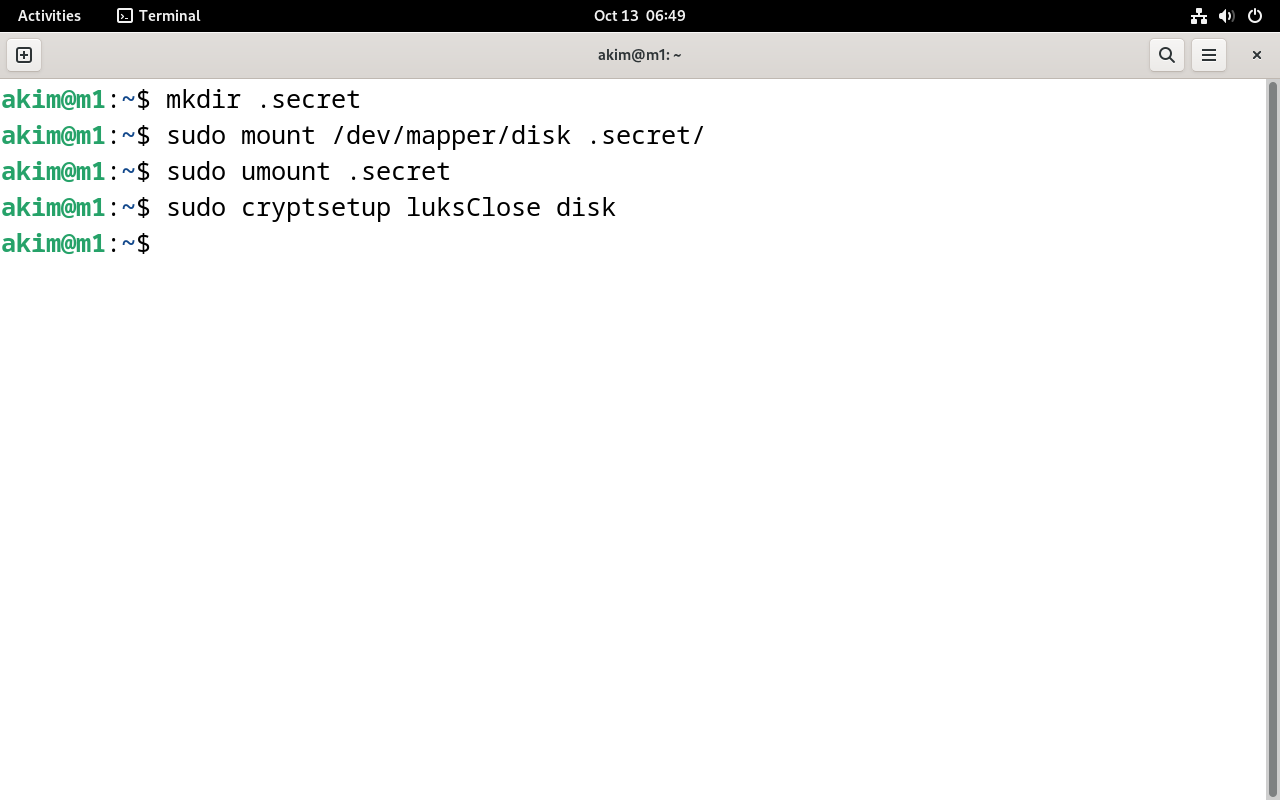 Activities Terminal Oct 13 06:49
akim@m1: ~
akim@m1:~$ mkdir .secret
akim@m1:~$ sudo mount /dev/mapper/disk .secret/
akim@m1:~$ sudo umount .secret
akim@m1:~$ sudo cryptsetup luksClose disk
akim@m1:~$